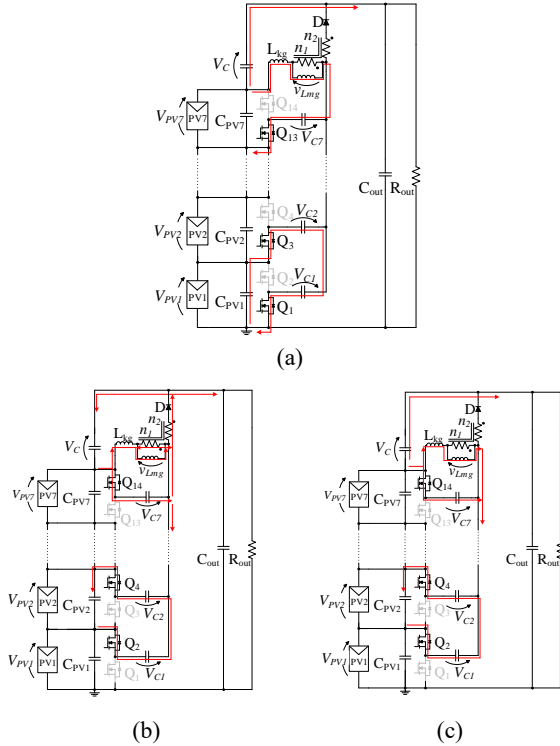 D
n2
Lkg n1
VC
vLmg
Q14
VPV7 PV7 CPV7 Q13 VC7
Cout Rout
Q4 VC2
VPV2 PV2 CPV2 Q3
Q2 VC1
VPV1 PV1 CPV1 Q1
(a)
D
n2
Lkg n1
VC
vLmg
Q14
VPV7 PV7 CPV7 VC7
Q13
Cout Rout
Q4
VPV2 PV2 CPV2 Q3 VC2
Q2
VPV1 PV1 CPV1 Q1 VC1
(b)
D
n2
Lkg n1
VC
vLmg
Q14
VPV7 PV7 CPV7 VC7
Q13
Cout Rout
Q4
VPV2 PV2 CPV2 Q3 VC2
Q2
VPV1 PV1 CPV1 Q1 VC1
(c)